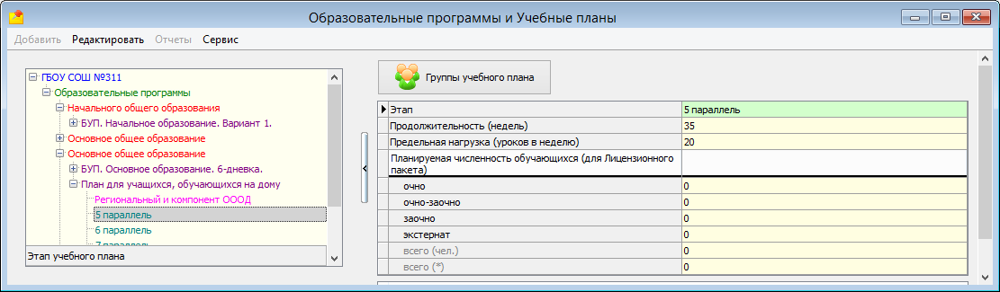 Образовательные программы и Учебные планы
Добавить Редактировать Отчеты Сервис
ГБОУ СОШ №311
Образовательные программы
Начального общего образования
БУП. Начальное образование. Вариант 1.
Основное общее образование
Основное общее образование
БУП. Основное образование. 6-дневка.
План для учащихся, обучающихся на дому
Региональный и компонент ОООД
5 параллель
6 параллель
7 параллель
Этап учебного плана
Группы учебного плана
Этап 5 параллель
Продолжительность (недель) 35
Предельная нагрузка (уроков в неделю) 20
Планируемая численность обучающихся (для Лицензионного
пакета)
очно 0
очно-заочно 0
заочно 0
экстернат 0
всего (чел.) 0
всего (*) 0